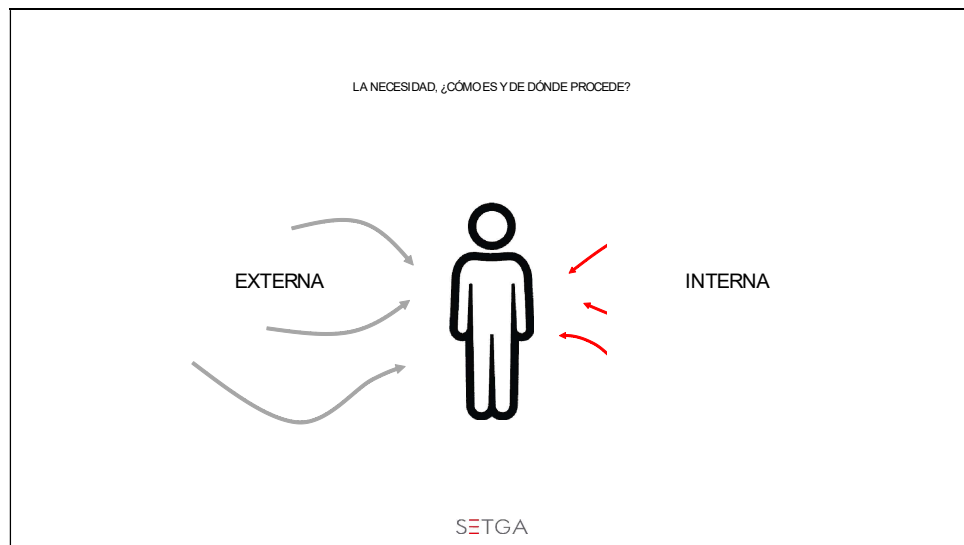 LA NECESIDAD, ¿CÓMO ES Y DE DÓNDE PROCEDE?
EXTERNA
INTERNA
SETGA